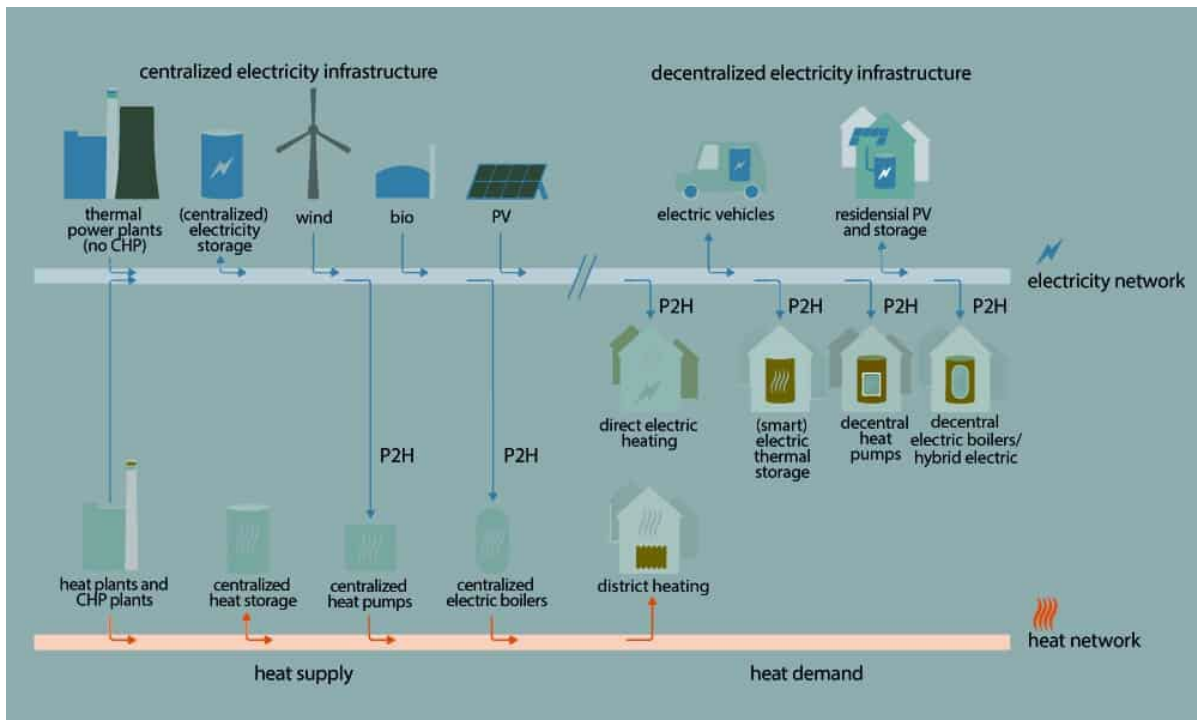 centralized electricity infrastructure
decentralized electricity infrastructure
thermal
power plants
(no CHP)
(centralized)
electricity
storage
wind
bio
PV
electric vehicles
residensial PV
and storage
electricity network
P2H
P2H
P2H
P2H
direct electric
heating
(smart)
electric
thermal
storage
decentral
heat
pumps
decentral
electric boilers/
hybrid electric
P2H
P2H
heat plants and
CHP plants
centralized
heat storage
centralized
heat pumps
centralized
electric boilers
district heating
heat network
heat supply
heat demand